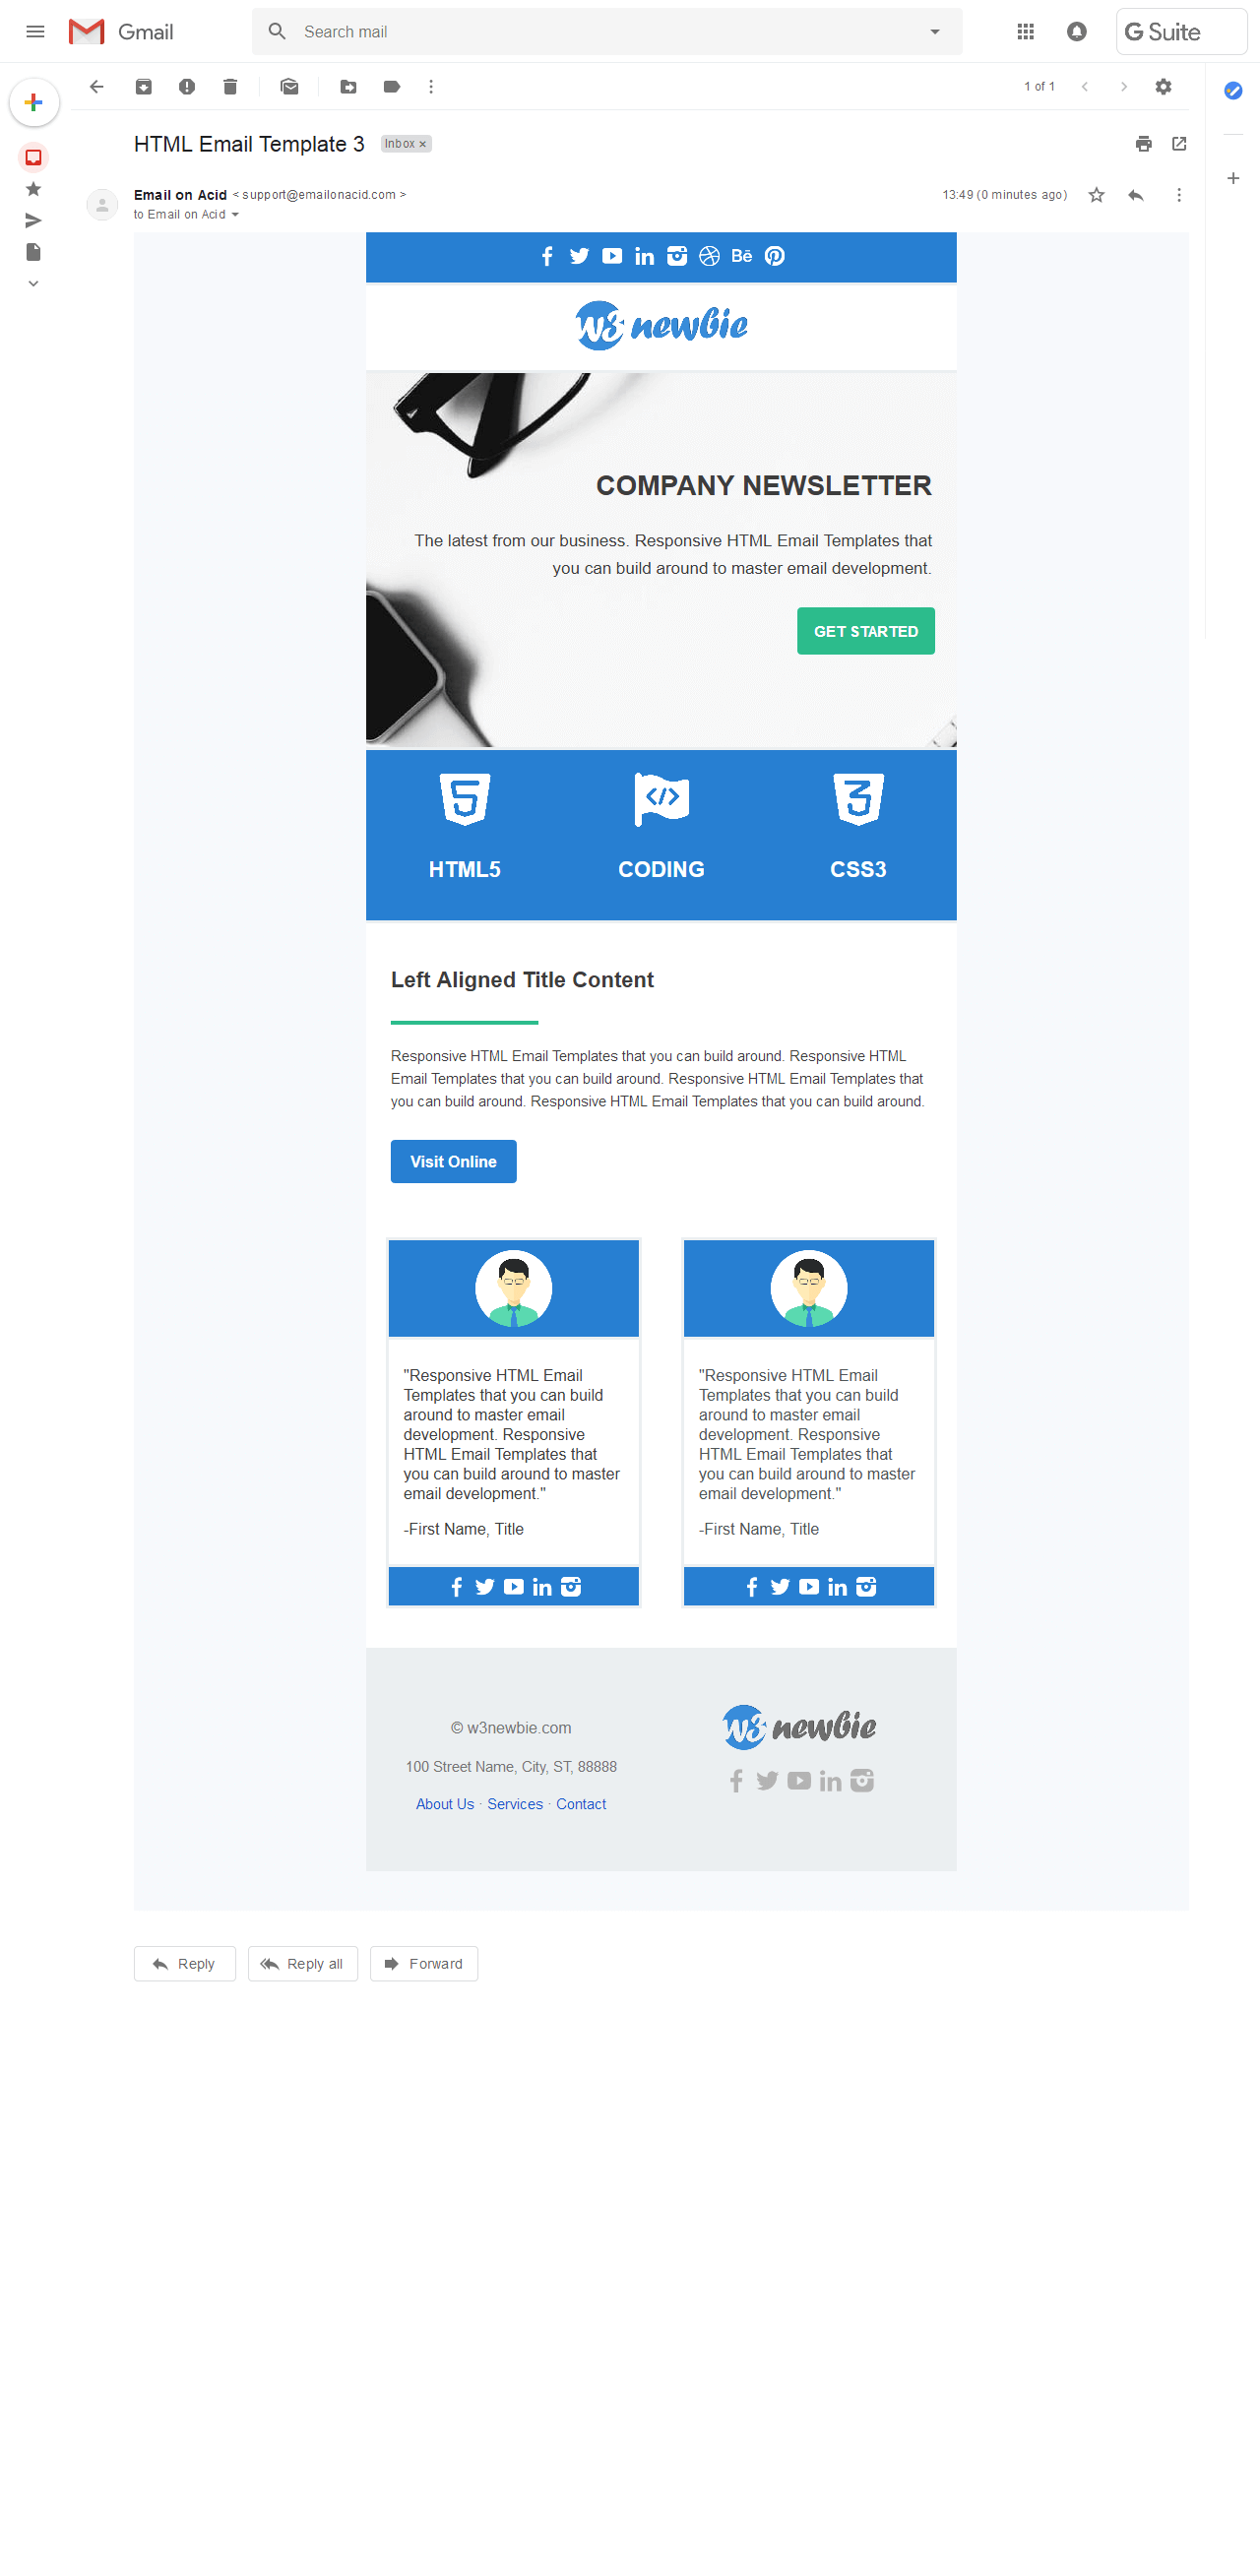 Gmail
Search mail
G Suite
1 of 1
HTML Email Template 3
Inbox ×
Email on Acid < support@emailonacid.com >
13:49 (0 minutes ago)
to Email on Acid
Bē
w3 newbie
COMPANY NEWSLETTER
The latest from our business. Responsive HTML Email Templates that
you can build around to master email development.
GET STARTED
HTML5
CODING
CSS3
Left Aligned Title Content
Responsive HTML Email Templates that you can build around. Responsive HTML
Email Templates that you can build around. Responsive HTML Email Templates that
you can build around. Responsive HTML Email Templates that you can build around.
Visit Online
"Responsive HTML Email
Templates that you can build
around to master email
development. Responsive
HTML Email Templates that
you can build around to master
email development."
-First Name, Title
"Responsive HTML Email
Templates that you can build
around to master email
development. Responsive
HTML Email Templates that
you can build around to master
email development."
-First Name, Title
© w3newbie.com
100 Street Name, City, ST, 88888
About Us · Services · Contact
w3 newbie
Reply
Reply all
Forward